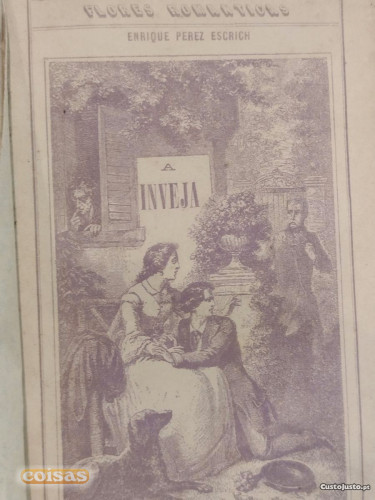 FLORES ROMANTICAS
ENRIQUE PEREZ ESCRICH
A
INVEJA
coisas
CustoJusto.pt